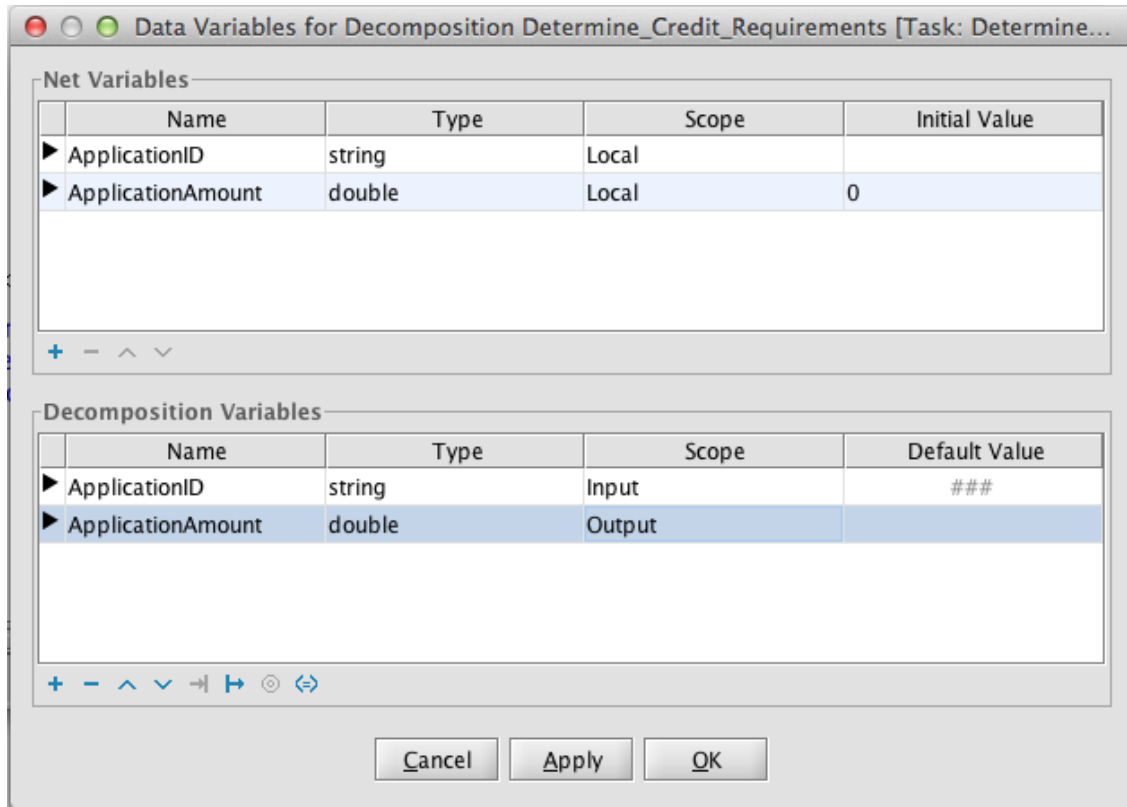 Data Variables for Decomposition Determine_Credit_Requirements [Task: Determine...
Net Variables
Name Type Scope Initial Value
ApplicationID string Local
ApplicationAmount double Local 0
Decomposition Variables
Name Type Scope Default Value
ApplicationID string Input ###
ApplicationAmount double Output
Cancel Apply OK